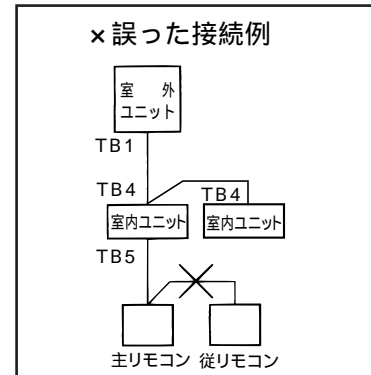 ×誤った接続例
室 外
ユニット
TB1
TB4
TB4
室内ユニット
室内ユニット
TB5
主リモコン
従リモコン